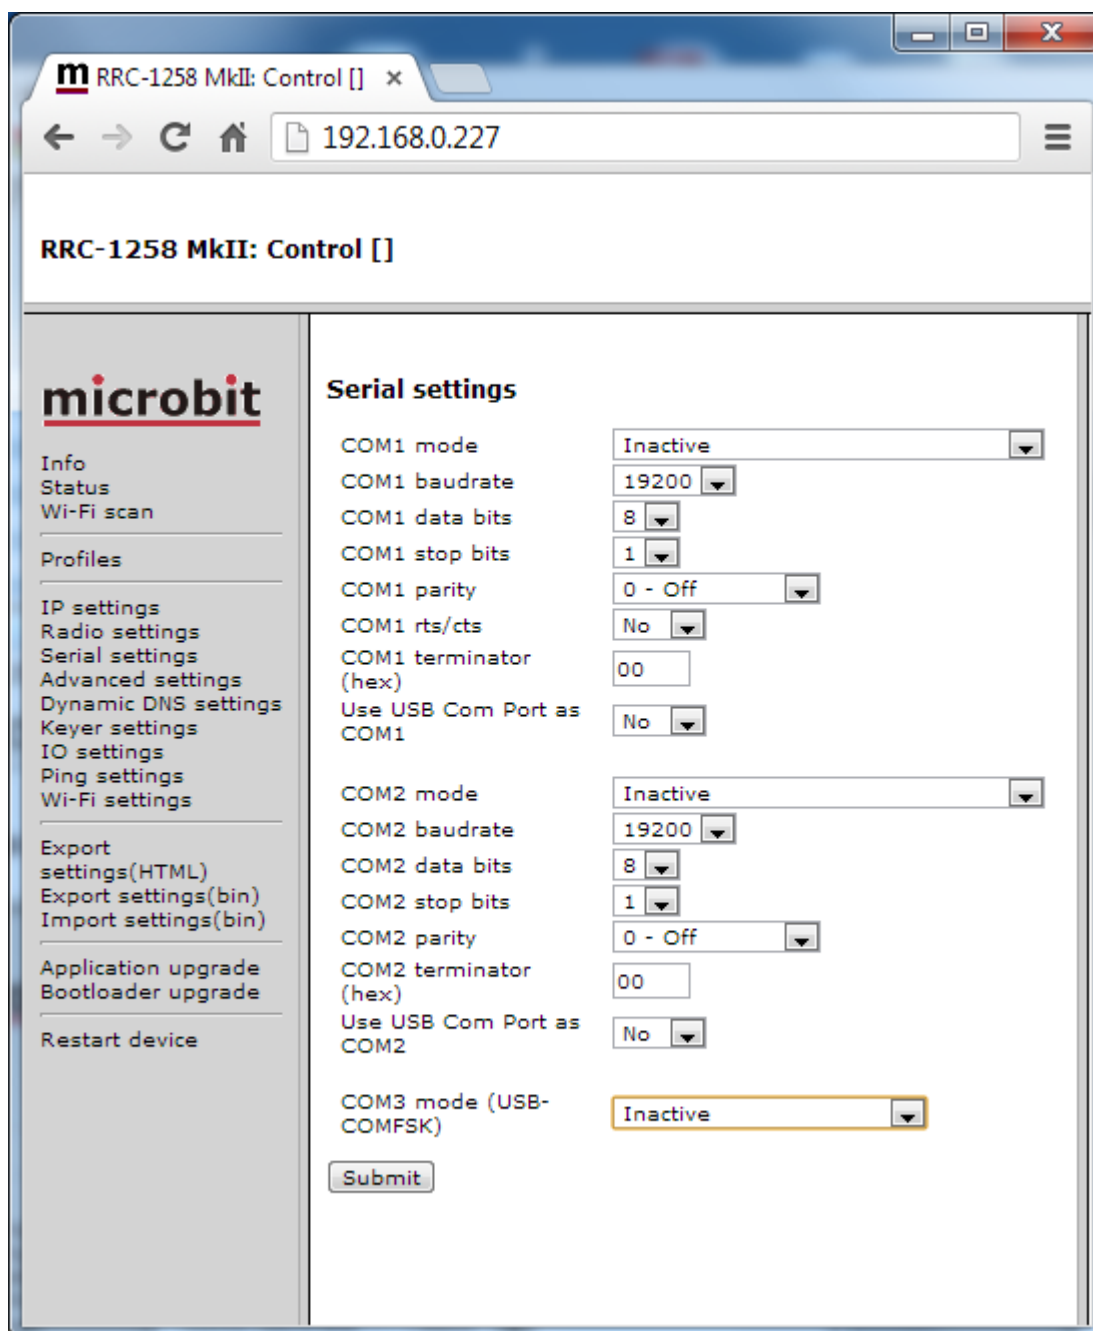 m RRC-1258 MkII: Control [] ×
192.168.0.227
RRC-1258 MkII: Control []
microbit
Info
Status
Wi-Fi scan
Profiles
IP settings
Radio settings
Serial settings
Advanced settings
Dynamic DNS settings
Keyer settings
IO settings
Ping settings
Wi-Fi settings
Export
settings(HTML)
Export settings(bin)
Import settings(bin)
Application upgrade
Bootloader upgrade
Restart device
Serial settings
COM1 mode Inactive
COM1 baudrate 19200
COM1 data bits 8
COM1 stop bits 1
COM1 parity 0 - Off
COM1 rts/cts No
COM1 terminator
(hex) 00
Use USB Com Port as
COM1 No
COM2 mode Inactive
COM2 baudrate 19200
COM2 data bits 8
COM2 stop bits 1
COM2 parity 0 - Off
COM2 terminator
(hex) 00
Use USB Com Port as
COM2 No
COM3 mode (USB-
COMFSK) Inactive
Submit